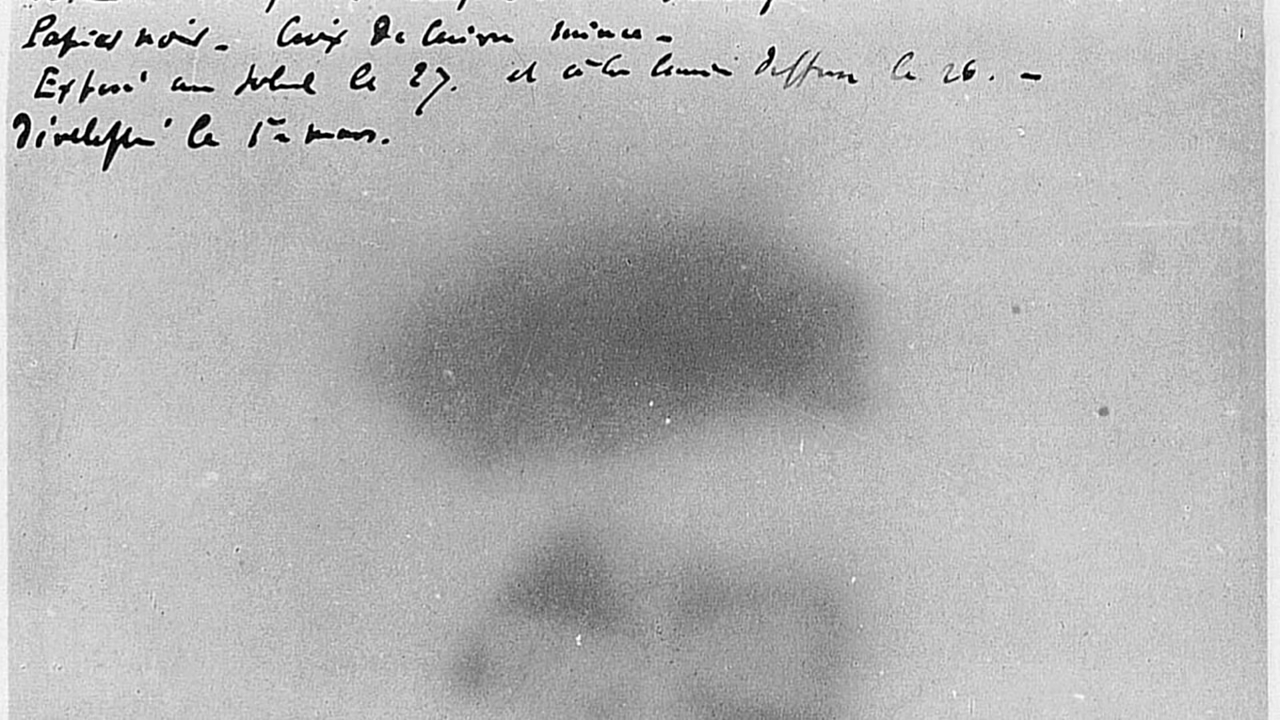 Papier noir. Croix de cuivre mince.
Exposé au soleil le 27. et à la lumière diffuse le 26.
Développé le 1er mars.